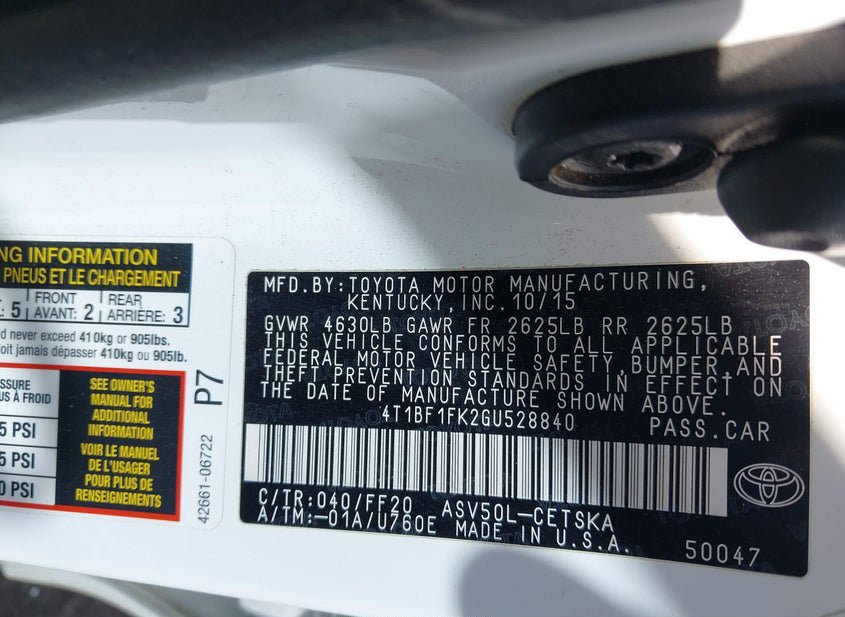 NG INFORMATION
PNEUS ET LE CHARGEMENT
5 FRONT AVANT: 2 REAR ARRIÈRE: 3
d never exceed 410kg or 905lbs.
oit jamais dépasser 410kg ou 905lb.
SSURE
S À FROID
5 PSI
5 PSI
0 PSI
SEE OWNER'S
MANUAL FOR
ADDITIONAL
INFORMATION
VOIR LE MANUEL
DE L'USAGER
POUR PLUS DE
RENSEIGNEMENTS
P7
42661-06722
MFD.BY:TOYOTA MOTOR MANUFACTURING,
KENTUCKY,INC.10/15
GVWR 4630LB GAWR FR 2625LB RR 2625LB
THIS VEHICLE CONFORMS TO ALL APPLICABLE
FEDERAL MOTOR VEHICLE SAFETY,BUMPER,AND
THEFT PREVENTION STANDARDS IN EFFECT ON
THE DATE OF MANUFACTURE SHOWN ABOVE.
4T1BF1FK2GU528840 PASS.CAR
C/TR:040/FF20 ASV50L-CETSKA
A/TM:-01A/U760E MADE IN U.S.A.
50047